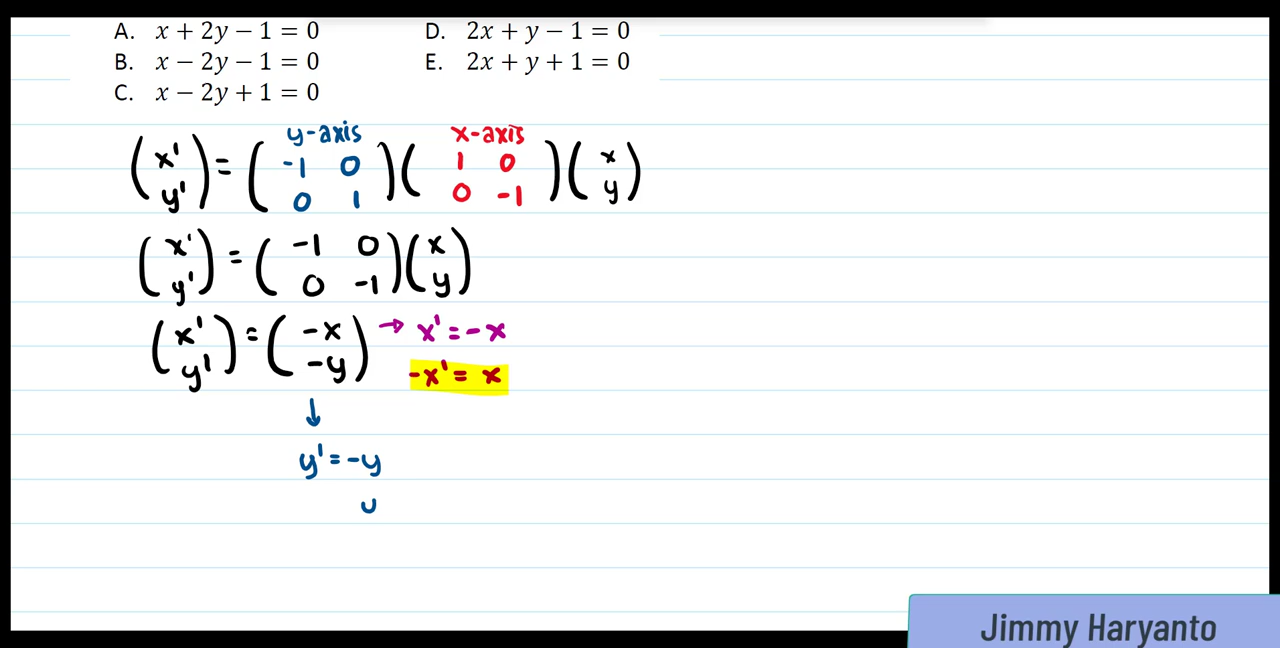 A. x + 2y − 1 = 0 D. 2x + y − 1 = 0
B. x − 2y − 1 = 0 E. 2x + y + 1 = 0
C. x − 2y + 1 = 0
y-axis x-axis
(x' y') = (-1 0 0 1)(1 0 0 -1)(x y)
(x' y') = (-1 0 0 -1)(x y)
(x' y') = (-x -y) → x' = -x
-x' = x
↓
y' = -y
Jimmy Haryanto